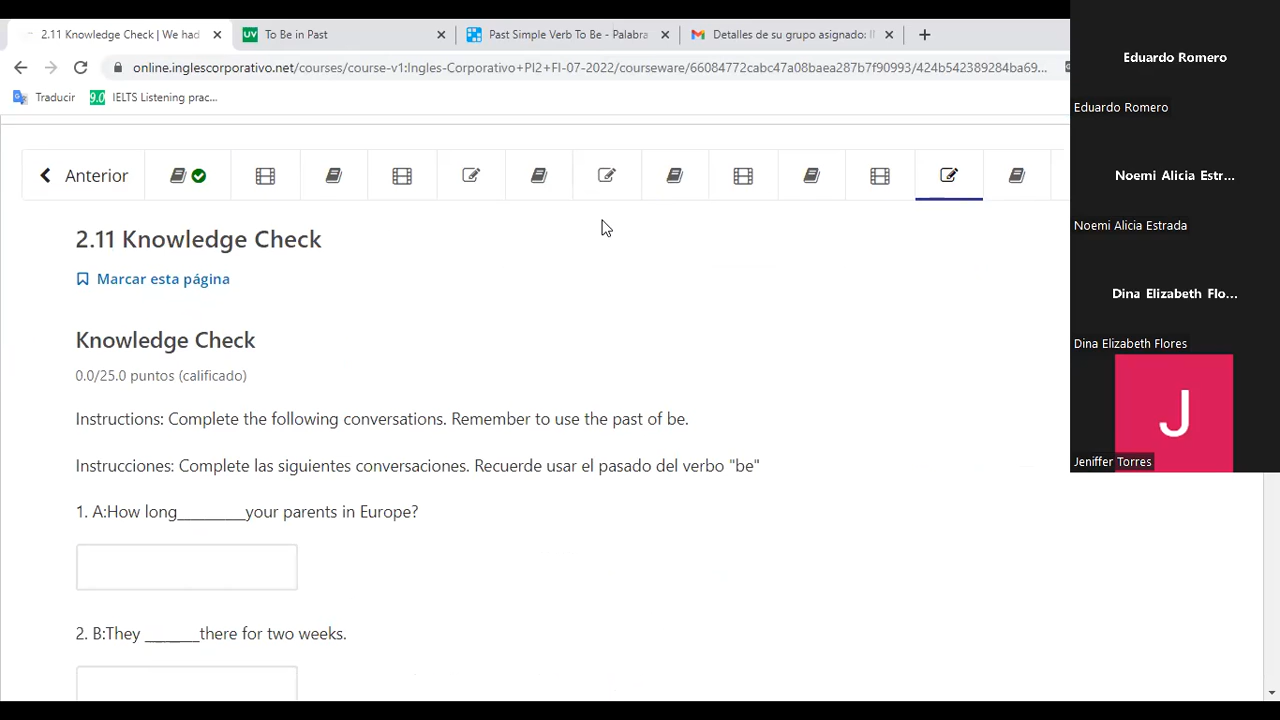 2.11 Knowledge Check | We had
To Be in Past
Past Simple Verb To Be - Palabra
Detalles de su grupo asignado: I
online.inglescorporativo.net/courses/course-v1:Ingles-Corporativo+PI2+FI-07-2022/courseware/66084772cabc47a08baea287b7f90993/424b542389284ba69...
Traducir
9.0 IELTS Listening prac...
Anterior
2.11 Knowledge Check
Marcar esta página
Knowledge Check
0.0/25.0 puntos (calificado)
Instructions: Complete the following conversations. Remember to use the past of be.
Instrucciones: Complete las siguientes conversaciones. Recuerde usar el pasado del verbo "be"
1. A:How long_________your parents in Europe?
2. B:They _______there for two weeks.
Eduardo Romero
Eduardo Romero
Noemi Alicia Estr...
Noemi Alicia Estrada
Dina Elizabeth Flo...
Dina Elizabeth Flores
J
Jeniffer Torres